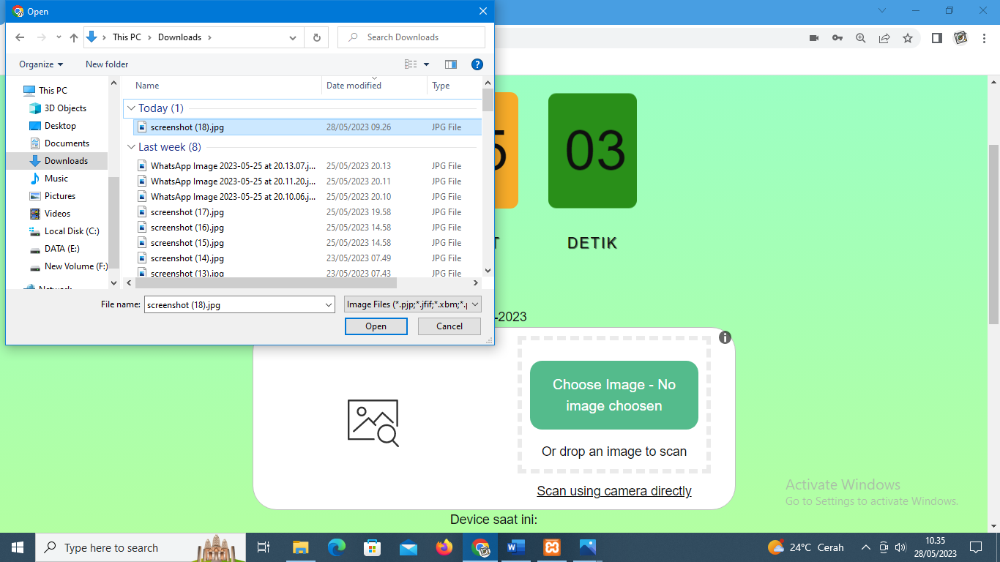 Open
This PC
Downloads
Search Downloads
Organize
New folder
This PC
3D Objects
Desktop
Documents
Downloads
Music
Pictures
Videos
Local Disk (C:)
DATA (E:)
New Volume (F:)
Name Date modified Type
Today (1)
screenshot (18).jpg 28/05/2023 09.26 JPG File
Last week (8)
WhatsApp Image 2023-05-25 at 20.13.07.j... 25/05/2023 20.13 JPG File
WhatsApp Image 2023-05-25 at 20.11.20.j... 25/05/2023 20.11 JPG File
WhatsApp Image 2023-05-25 at 20.10.06.j... 25/05/2023 20.10 JPG File
screenshot (17).jpg 25/05/2023 19.58 JPG File
screenshot (16).jpg 25/05/2023 14.58 JPG File
screenshot (15).jpg 25/05/2023 14.58 JPG File
screenshot (14).jpg 23/05/2023 07.49 JPG File
screenshot (13).jpg 23/05/2023 07.43 JPG File
File name: screenshot (18).jpg Image Files (*.pjp;*.jfif;*.xbm;*.
Open Cancel
5 03
T DETIK
-2023
Choose Image - No
image choosen
Or drop an image to scan
Scan using camera directly
Device saat ini:
Activate Windows
Go to Settings to activate Windows.
Type here to search
24°C Cerah
10.35
28/05/2023